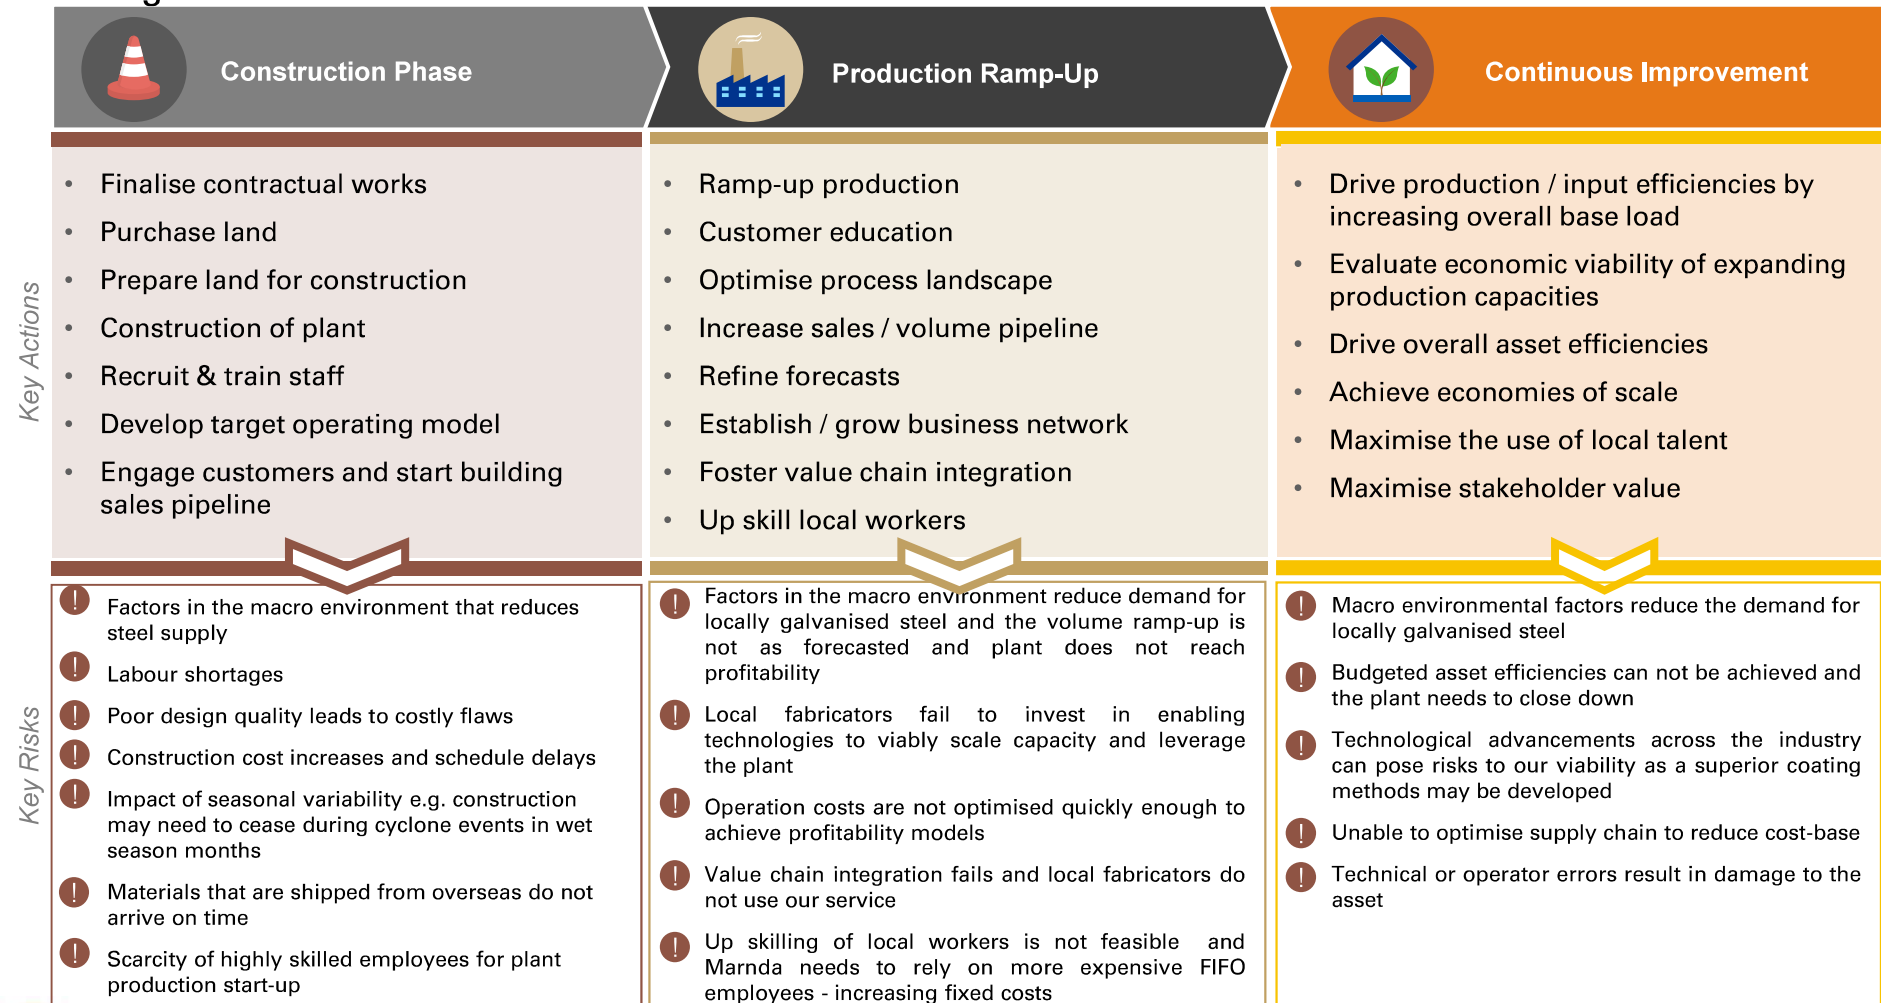 Construction Phase
Production Ramp-Up
Continuous Improvement
Key Actions
• Finalise contractual works
• Purchase land
• Prepare land for construction
• Construction of plant
• Recruit & train staff
• Develop target operating model
• Engage customers and start building
sales pipeline
• Ramp-up production
• Customer education
• Optimise process landscape
• Increase sales / volume pipeline
• Refine forecasts
• Establish / grow business network
• Foster value chain integration
• Up skill local workers
• Drive production / input efficiencies by
increasing overall base load
• Evaluate economic viability of expanding
production capacities
• Drive overall asset efficiencies
• Achieve economies of scale
• Maximise the use of local talent
• Maximise stakeholder value
Key Risks
! Factors in the macro environment that reduces
steel supply
! Labour shortages
! Poor design quality leads to costly flaws
! Construction cost increases and schedule delays
! Impact of seasonal variability e.g. construction
may need to cease during cyclone events in wet
season months
! Materials that are shipped from overseas do not
arrive on time
! Scarcity of highly skilled employees for plant
production start-up
! Factors in the macro environment reduce demand for
locally galvanised steel and the volume ramp-up is
not as forecasted and plant does not reach
profitability
! Local fabricators fail to invest in enabling
technologies to viably scale capacity and leverage
the plant
! Operation costs are not optimised quickly enough to
achieve profitability models
! Value chain integration fails and local fabricators do
not use our service
! Up skilling of local workers is not feasible and
Marnda needs to rely on more expensive FIFO
employees - increasing fixed costs
! Macro environmental factors reduce the demand for
locally galvanised steel
! Budgeted asset efficiencies can not be achieved and
the plant needs to close down
! Technological advancements across the industry
can pose risks to our viability as a superior coating
methods may be developed
! Unable to optimise supply chain to reduce cost-base
! Technical or operator errors result in damage to the
asset